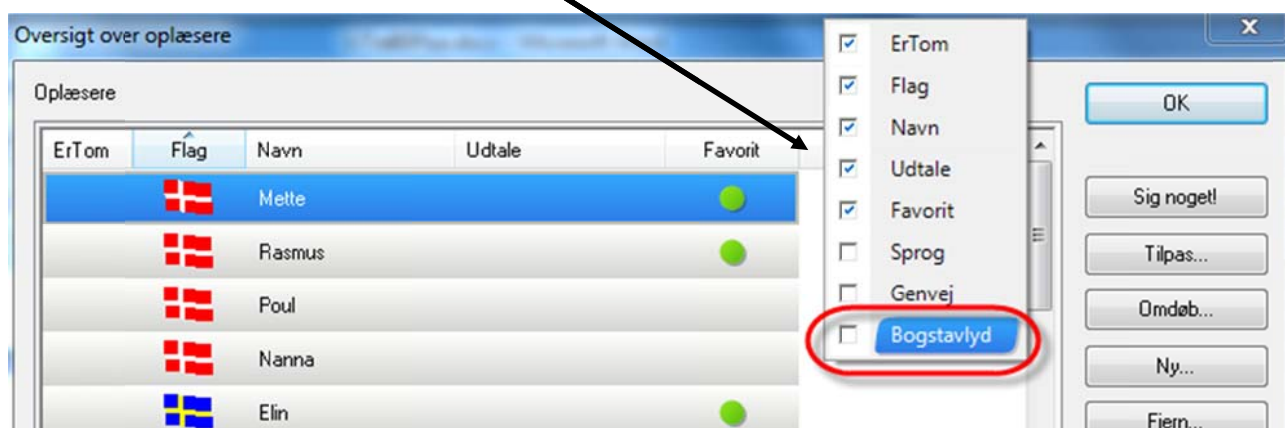 Oversigt over oplæsere
x
Oplæsere
ErTom Flag Navn Udtale Favorit
Mette
Rasmus
Poul
Nanna
Elin
ErTom
Flag
Navn
Udtale
Favorit
Sprog
Genvej
Bogstavlyd
OK
Sig noget!
Tilpas...
Omdøb...
Ny...
Fjern...